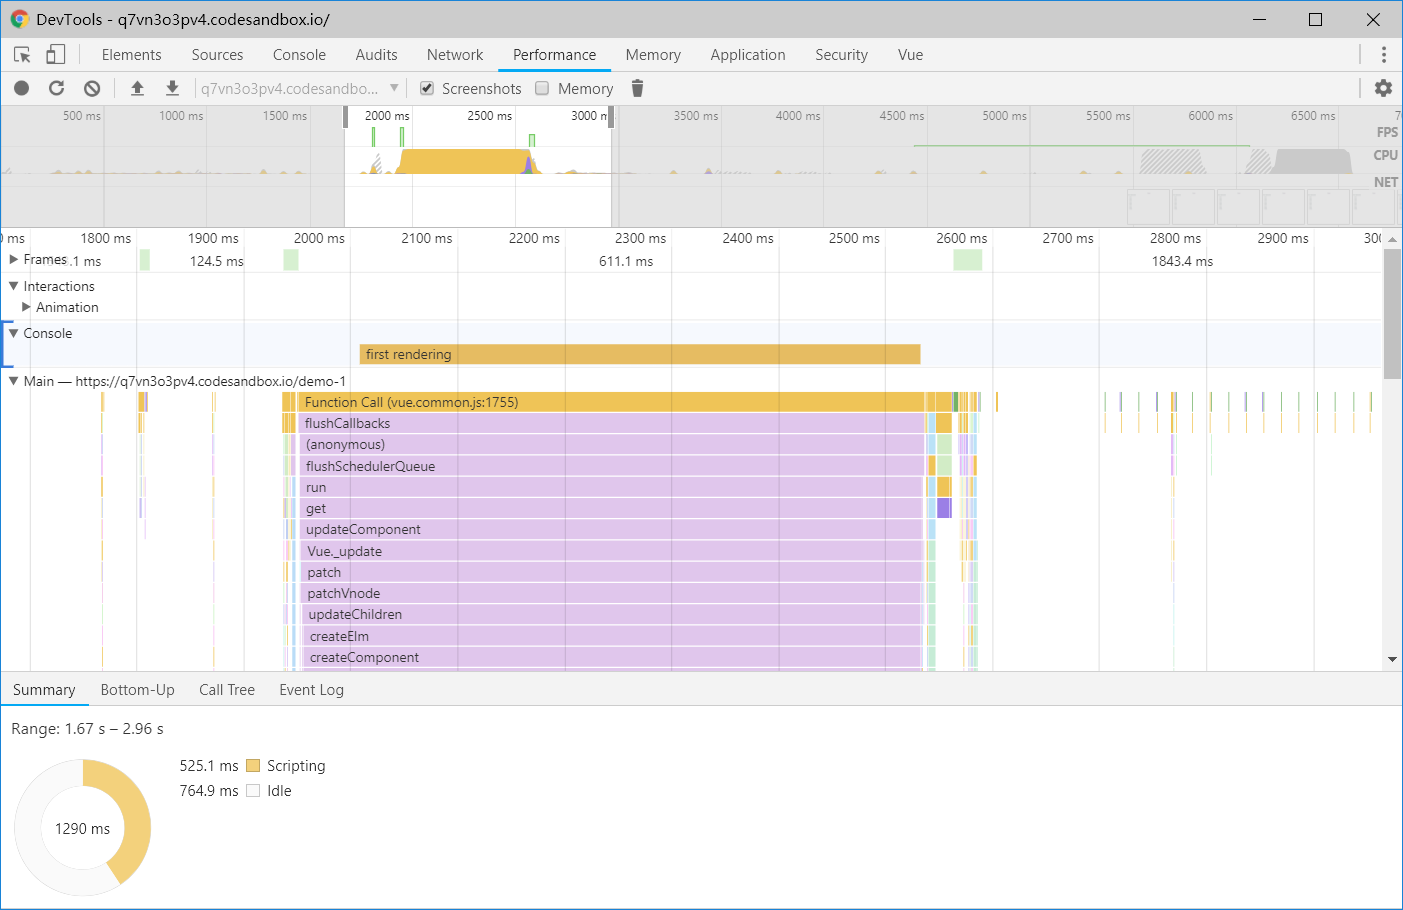 DevTools - q7vn3o3pv4.codesandbox.io/
Elements Sources Console Audits Network Performance Memory Application Security Vue
q7vn3o3pv4.codesandbo... Screenshots Memory
500 ms 1000 ms 1500 ms 2000 ms 2500 ms 3000 m 3500 ms 4000 ms 4500 ms 5000 ms 5500 ms 6000 ms 6500 ms 7
FPS
CPU
NET
0 ms 1800 ms 1900 ms 2000 ms 2100 ms 2200 ms 2300 ms 2400 ms 2500 ms 2600 ms 2700 ms 2800 ms 2900 ms 300
Frames .1 ms 124.5 ms 611.1 ms 1843.4 ms
Interactions
Animation
Console
first rendering
Main — https://q7vn3o3pv4.codesandbox.io/demo-1
Function Call (vue.common.js:1755)
flushCallbacks
(anonymous)
flushSchedulerQueue
run
get
updateComponent
Vue._update
patch
patchVnode
updateChildren
createElm
createComponent
Summary Bottom-Up Call Tree Event Log
Range: 1.67 s – 2.96 s
525.1 ms Scripting
764.9 ms Idle
1290 ms